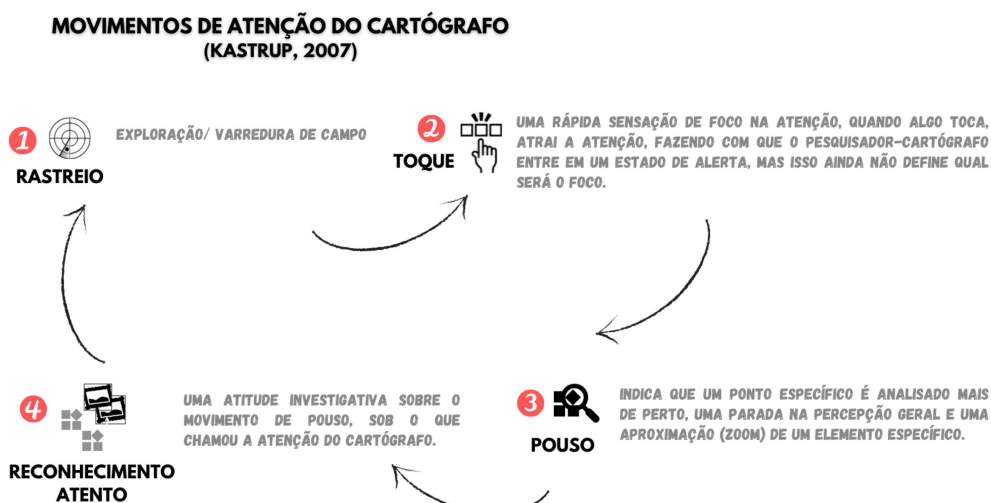 MOVIMENTOS DE ATENÇÃO DO CARTÓGRAFO
(KASTRUP, 2007)
1
RASTREIO
EXPLORAÇÃO/ VARREDURA DE CAMPO
2
TOQUE
UMA RÁPIDA SENSAÇÃO DE FOCO NA ATENÇÃO, QUANDO ALGO TOCA,
ATRAI A ATENÇÃO, FAZENDO COM QUE O PESQUISADOR-CARTÓGRAFO
ENTRE EM UM ESTADO DE ALERTA, MAS ISSO AINDA NÃO DEFINE QUAL
SERÁ O FOCO.
3
POUSO
INDICA QUE UM PONTO ESPECÍFICO É ANALISADO MAIS
DE PERTO, UMA PARADA NA PERCEPÇÃO GERAL E UMA
APROXIMAÇÃO (ZOOM) DE UM ELEMENTO ESPECÍFICO.
4
RECONHECIMENTO
ATENTO
UMA ATITUDE INVESTIGATIVA SOBRE O
MOVIMENTO DE POUSO, SOB O QUE
CHAMOU A ATENÇÃO DO CARTÓGRAFO.